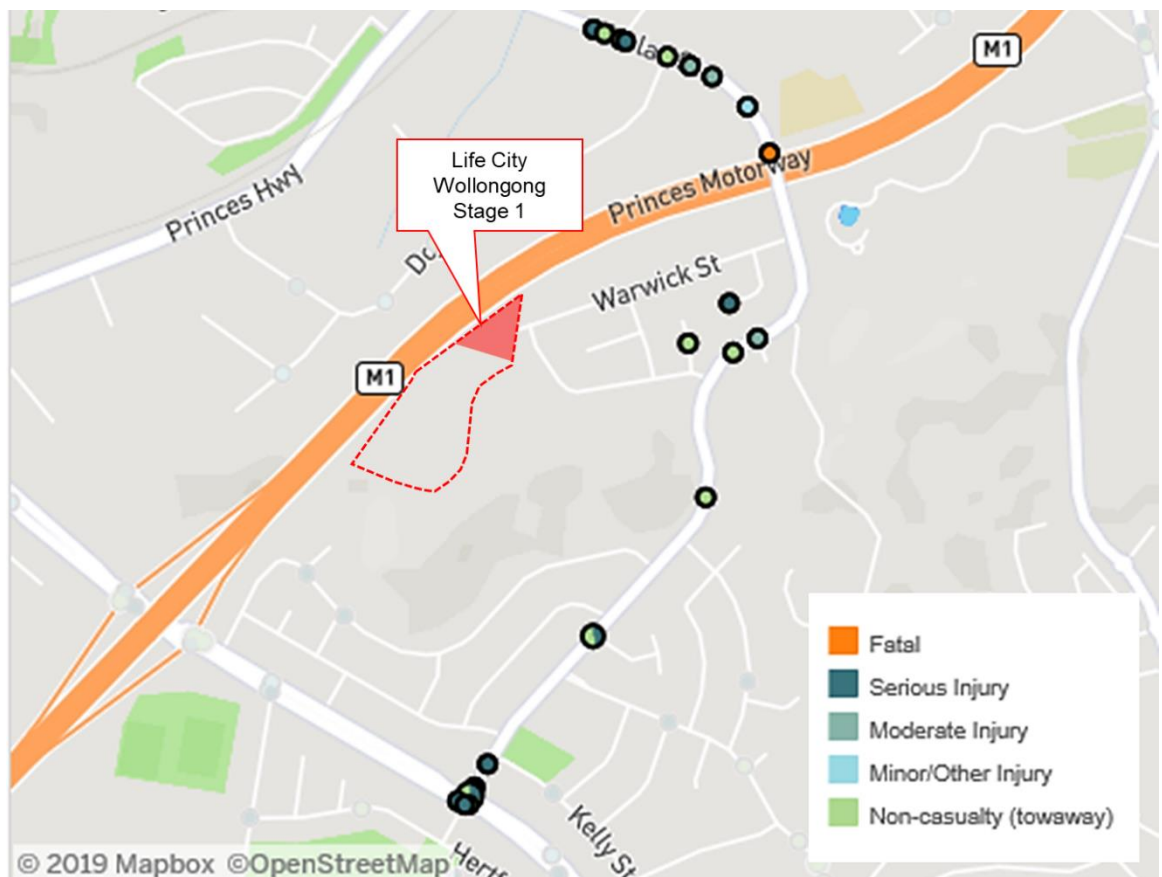 M1
Life City
Wollongong
Stage 1
Princes Hwy
Princes Motorway
Warwick St
M1
Fatal
Serious Injury
Moderate Injury
Minor/Other Injury
Non-casualty (towaway)
Kelly St
© 2019 Mapbox ©OpenStreetMap